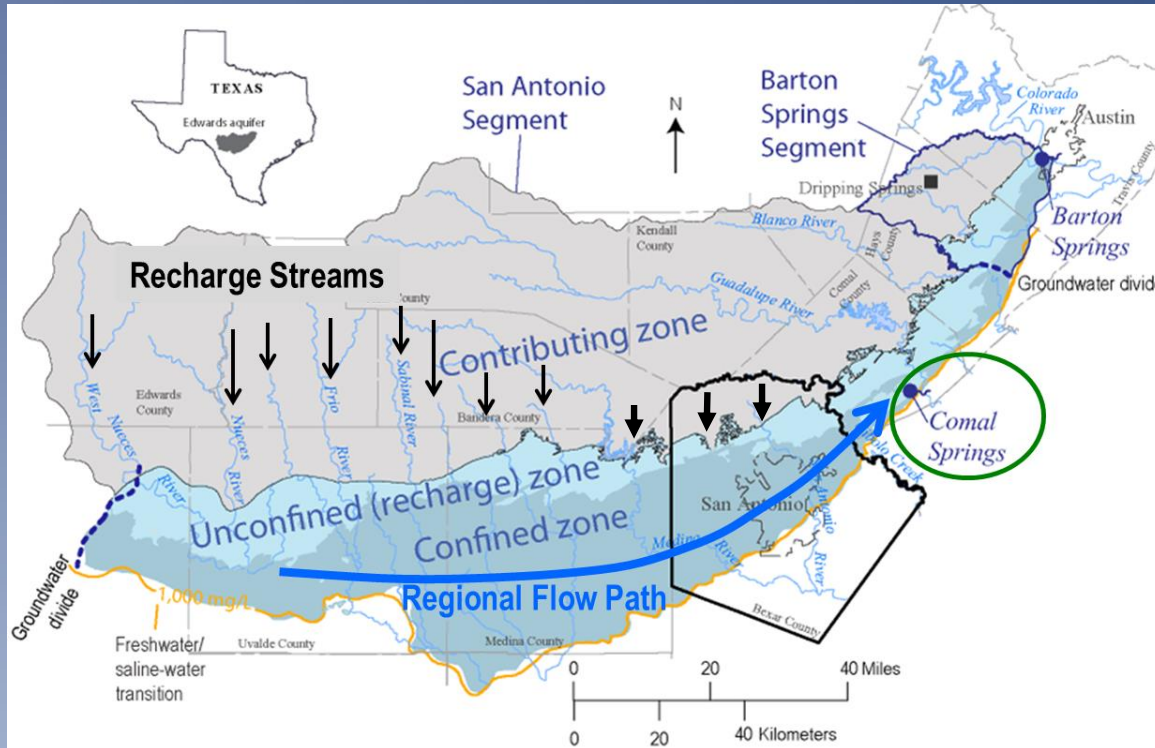 TEXAS
Edwards aquifer
San Antonio
Segment
N
Barton
Springs
Segment
Colorado
River
Austin
Travis County
Dripping Springs
Barton
Springs
Groundwater divide
Blanco River
Kendall
County
Hays
County
Comal
County
Guadalupe River
Recharge Streams
County
Contributing zone
West
Nueces
River
Edwards
County
Nueces
River
Frio
River
Sabinal River
Bandera County
Comal
Springs
Unconfined (recharge) zone
Confined zone
San Antonio
Antonio
River
Medina
River
Creek
Regional Flow Path
Bexar County
Groundwater
divide
1,000 mg/L
Freshwater/
saline-water
transition
Uvalde County
Medina County
0 20 40 Miles
0 20 40 Kilometers